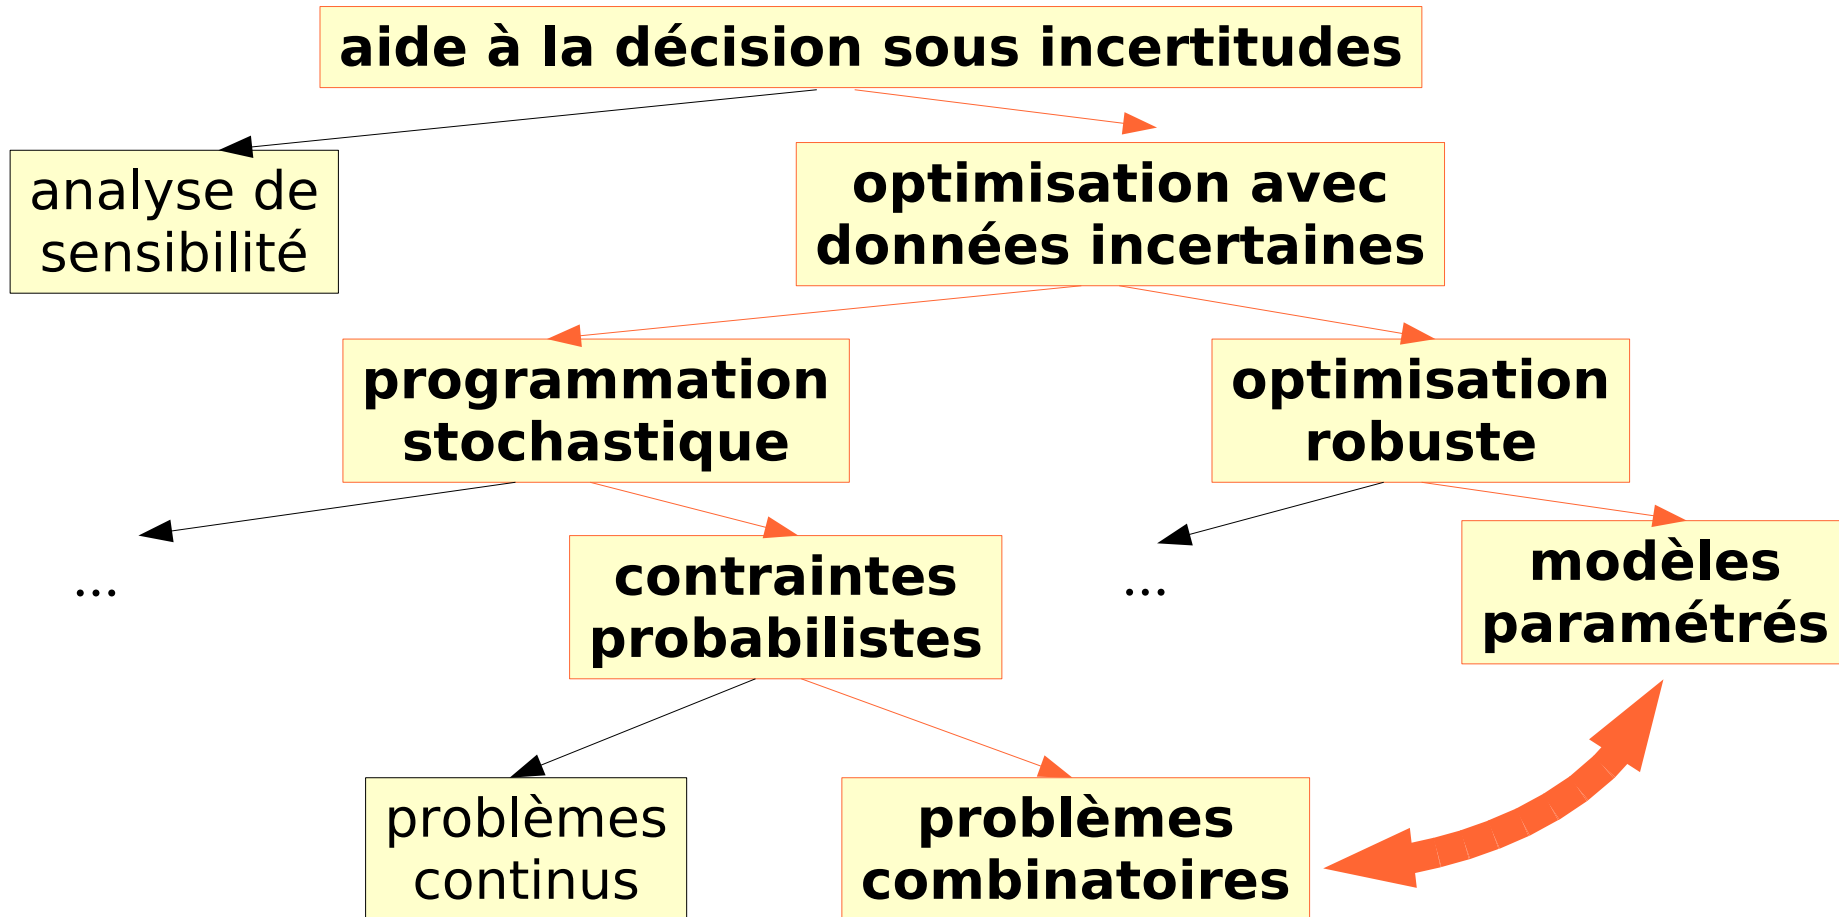 aide à la décision sous incertitudes
analyse de
sensibilité
optimisation avec
données incertaines
programmation
stochastique
optimisation
robuste
...
contraintes
probabilistes
...
modèles
paramétrés
problèmes
continus
problèmes
combinatoires